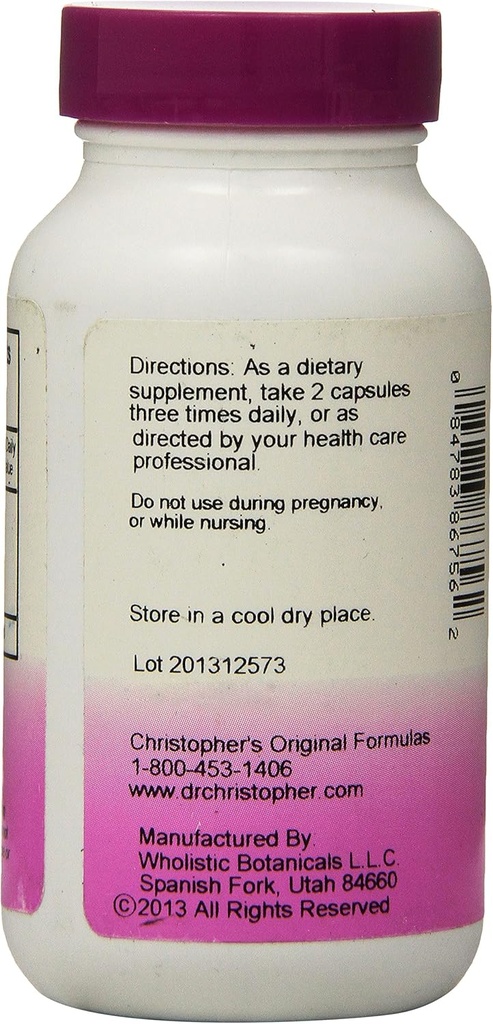 Directions: As a dietary
supplement, take 2 capsules
three times daily, or as
directed by your health care
professional.
Do not use during pregnancy,
or while nursing.
Store in a cool dry place.
Lot 201312573
Christopher's Original Formulas
1-800-453-1406
www.drchristopher.com
Manufactured By
Wholistic Botanicals L.L.C.
Spanish Fork, Utah 84660
©2013 All Rights Reserved
0 84783 86756 2